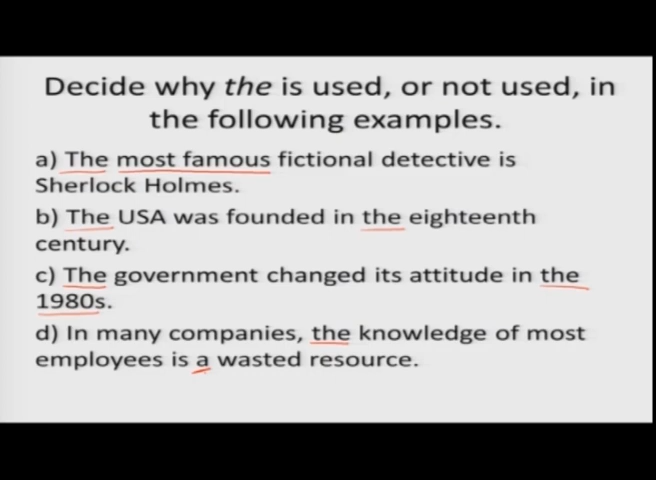 Decide why the is used, or not used, in
the following examples.
a) The most famous fictional detective is
Sherlock Holmes.
b) The USA was founded in the eighteenth
century.
c) The government changed its attitude in the
1980s.
d) In many companies, the knowledge of most
employees is a wasted resource.